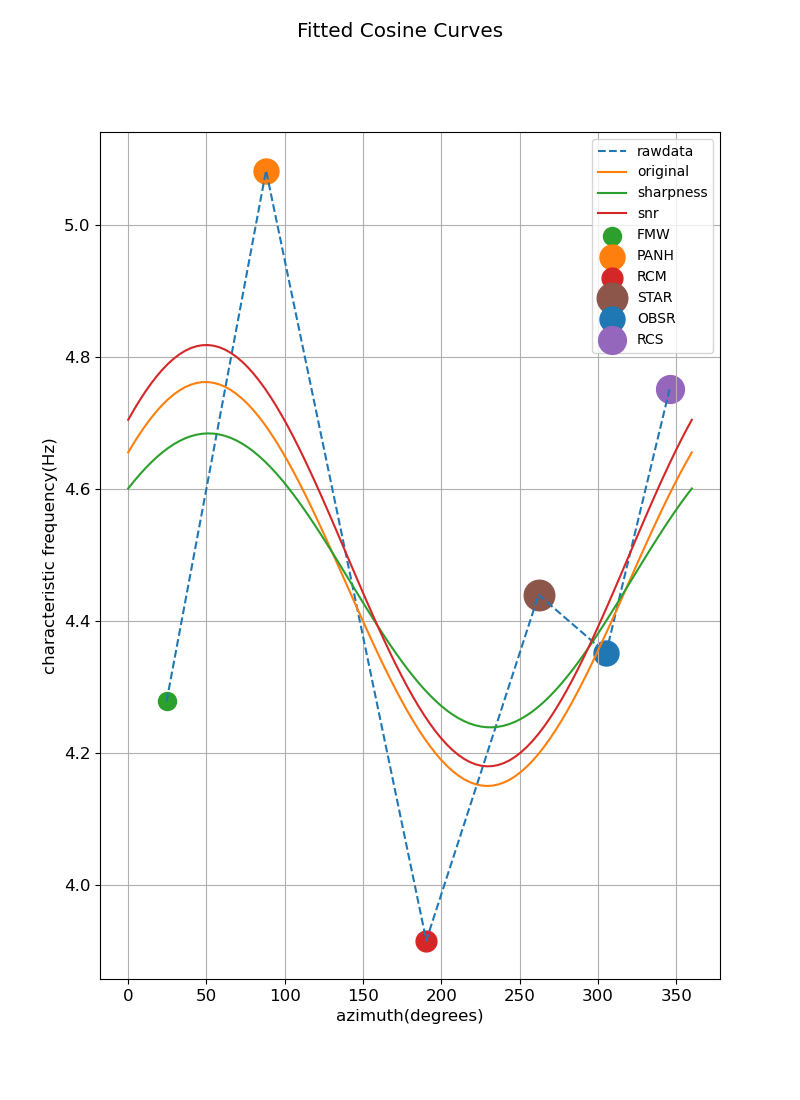 Fitted Cosine Curves
rawdata
original
sharpness
snr
FMW
PANH
RCM
STAR
OBSR
RCS
characteristic frequency(Hz)
5.0
4.8
4.6
4.4
4.2
4.0
0 50 100 150 200 250 300 350
azimuth(degrees)